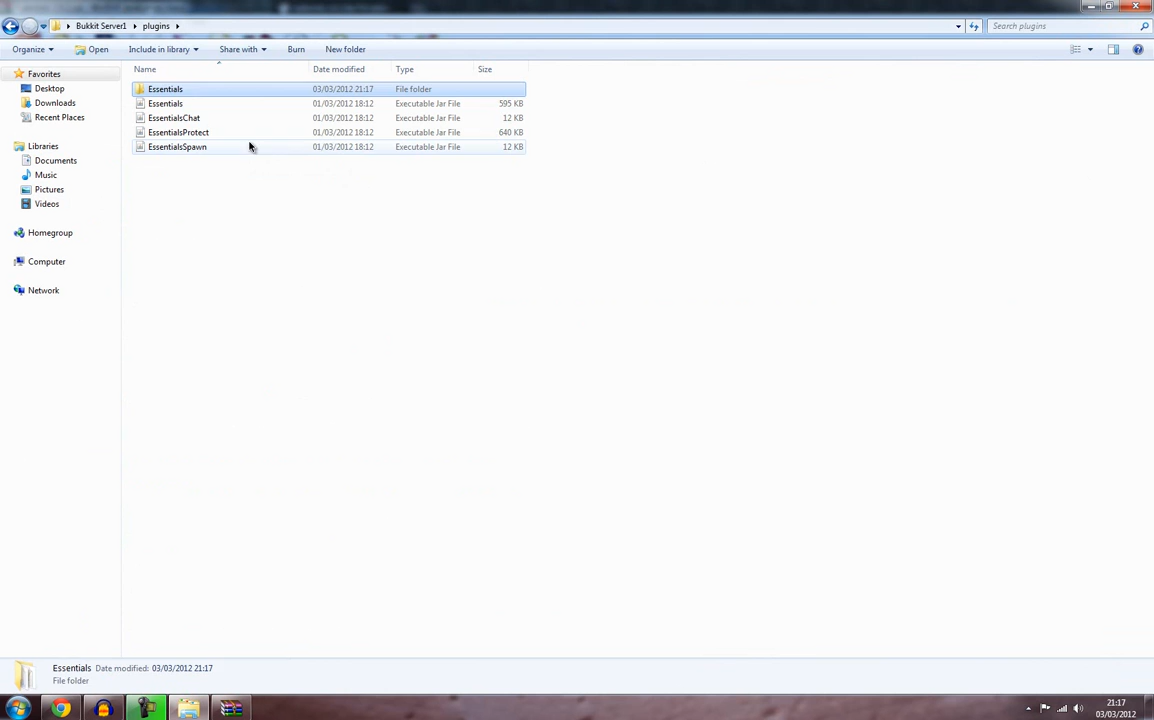 Bukkit Server1 plugins
Search plugins
Organize Open Include in library Share with Burn New folder
Name Date modified Type Size
Favorites
Desktop
Downloads
Recent Places
Libraries
Documents
Music
Pictures
Videos
Homegroup
Computer
Network
Essentials 03/03/2012 21:17 File folder
Essentials 01/03/2012 18:12 Executable Jar File 595 KB
EssentialsChat 01/03/2012 18:12 Executable Jar File 12 KB
EssentialsProtect 01/03/2012 18:12 Executable Jar File 640 KB
EssentialsSpawn 01/03/2012 18:12 Executable Jar File 12 KB
Essentials Date modified: 03/03/2012 21:17
File folder
21:17
03/03/2012